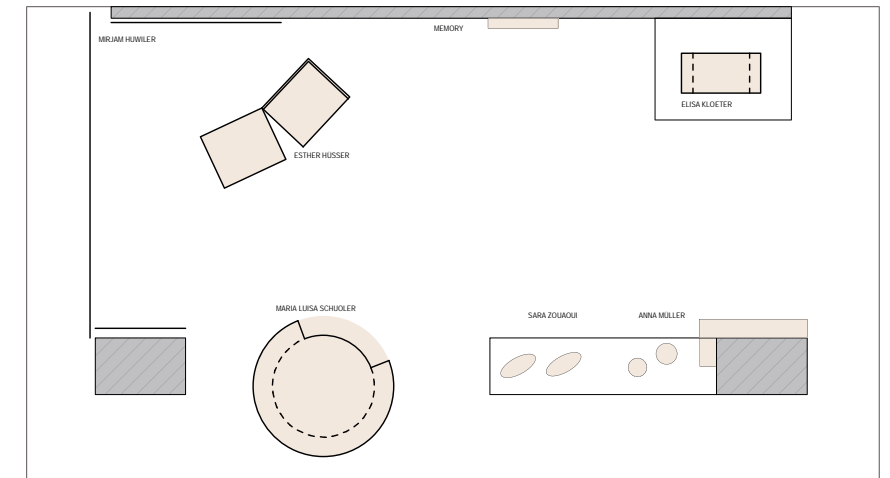 MEMORY
MIRJAM HUWILER
ELISA KLOETER
ESTHER HÜSSER
MARIA LUISA SCHUOLER
SARA ZOUAOUI
ANNA MÜLLER